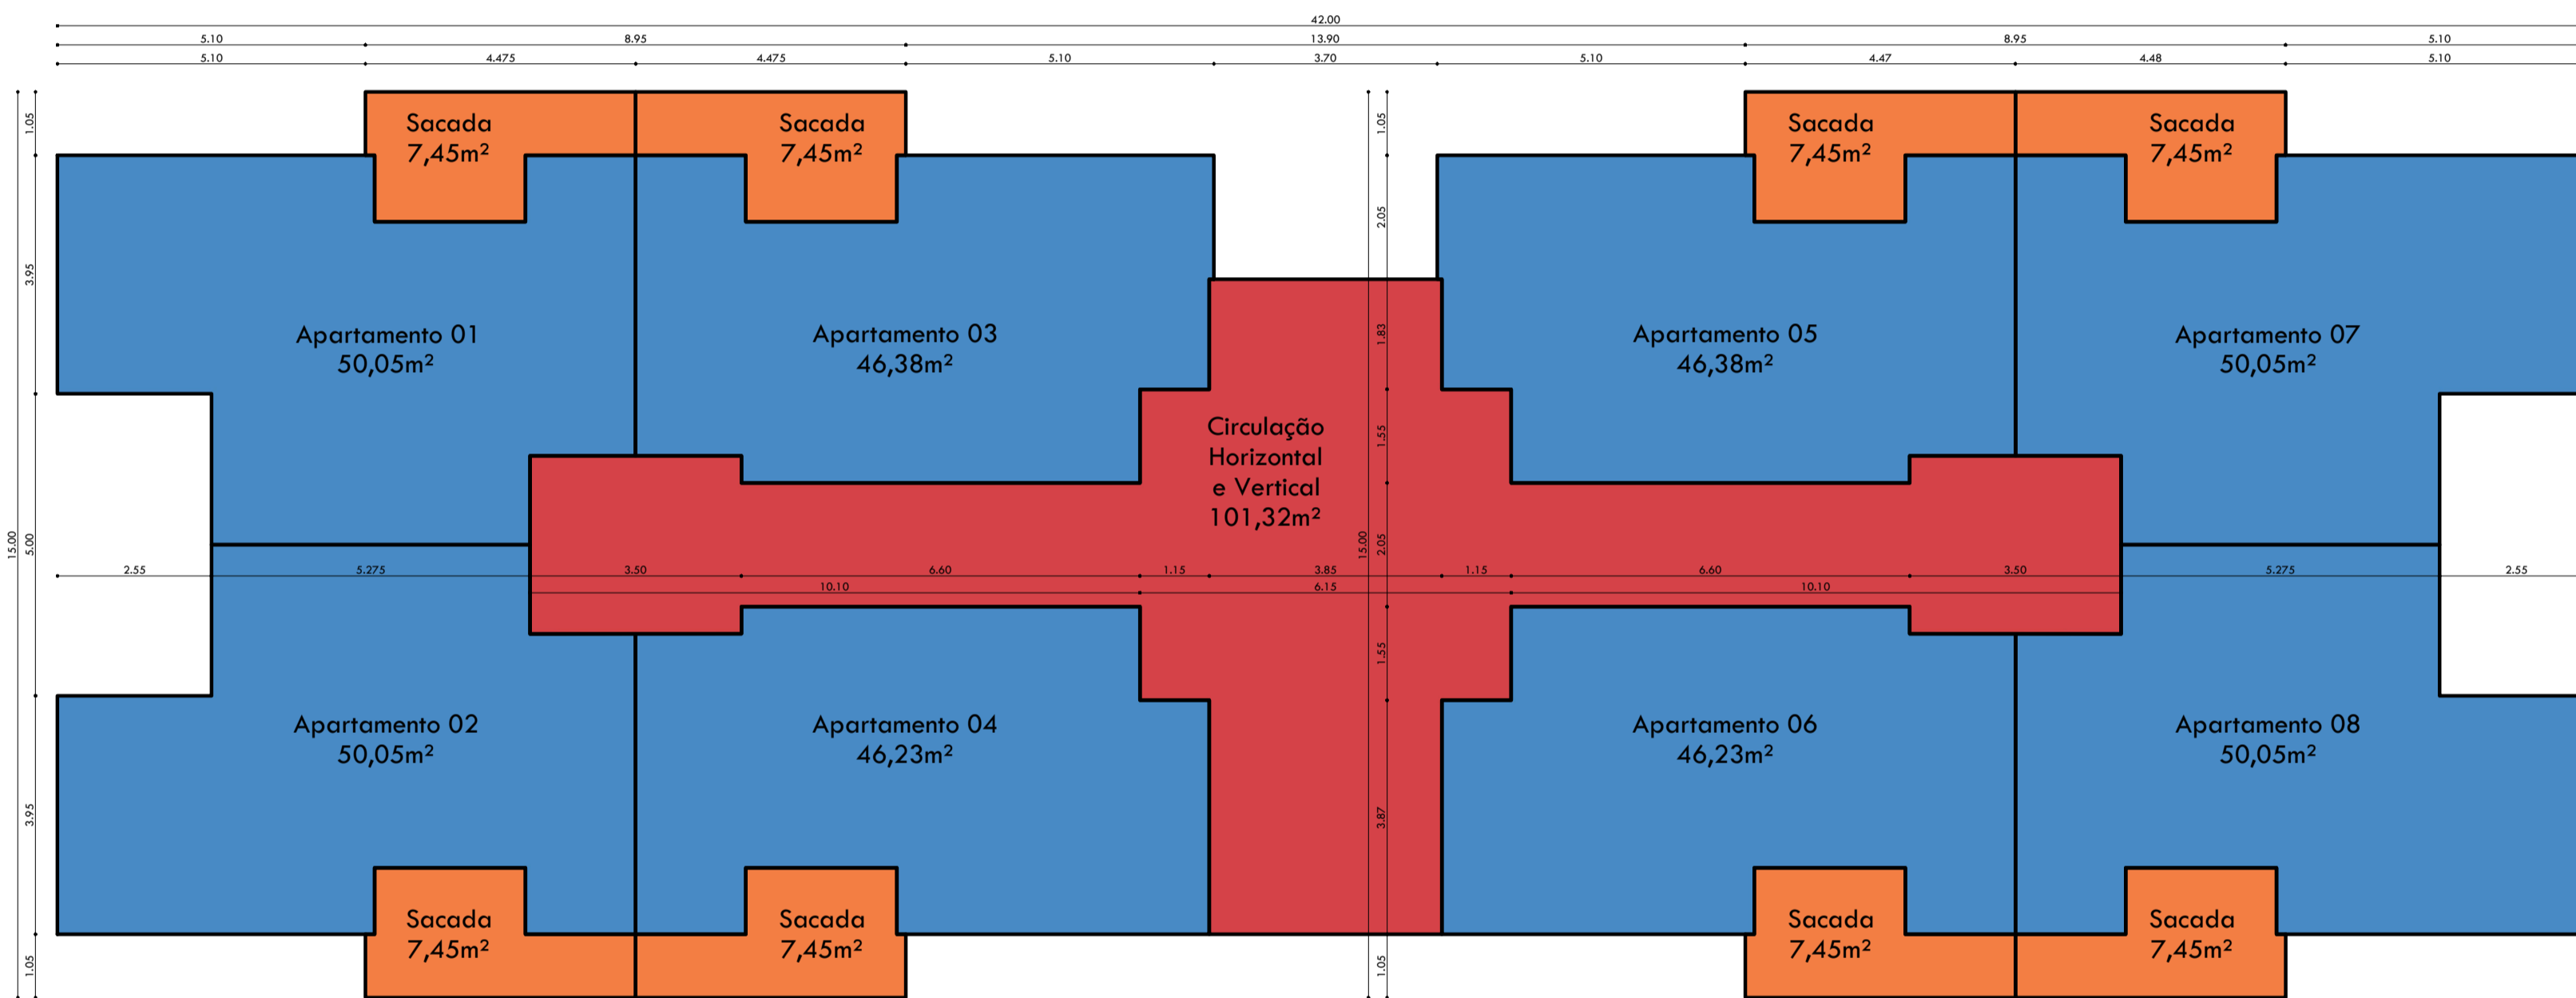 42.00
5.10 8.95 13.90 8.95 5.10
5.10 4.475 4.475 5.10 3.70 5.10 4.47 4.48 5.10
Sacada
7,45m²
Sacada
7,45m²
Sacada
7,45m²
Sacada
7,45m²
1.05
3.95
5.00
15.00
3.95
1.05
1.05
2.05
1.83
1.55
15.00
2.05
1.55
3.87
1.05
Apartamento 01
50,05m²
Apartamento 03
46,38m²
Apartamento 05
46,38m²
Apartamento 07
50,05m²
Circulação
Horizontal
e Vertical
101,32m²
2.55 5.275 3.50 6.60 1.15 3.85 1.15 6.60 3.50 5.275 2.55
10.10 6.15 10.10
Apartamento 02
50,05m²
Apartamento 04
46,23m²
Apartamento 06
46,23m²
Apartamento 08
50,05m²
Sacada
7,45m²
Sacada
7,45m²
Sacada
7,45m²
Sacada
7,45m²